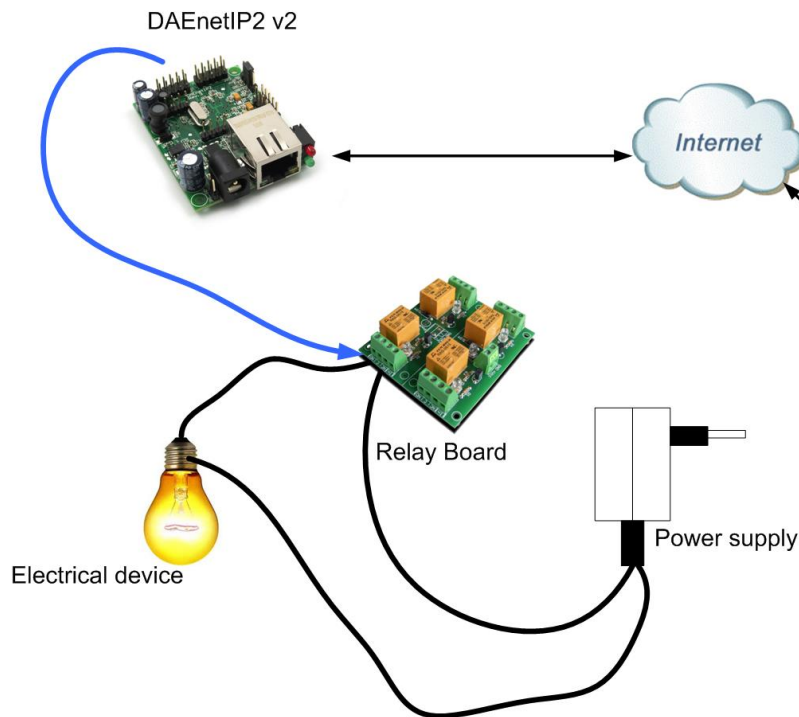 DAEnetIP2 v2
Internet
Relay Board
Power supply
Electrical device